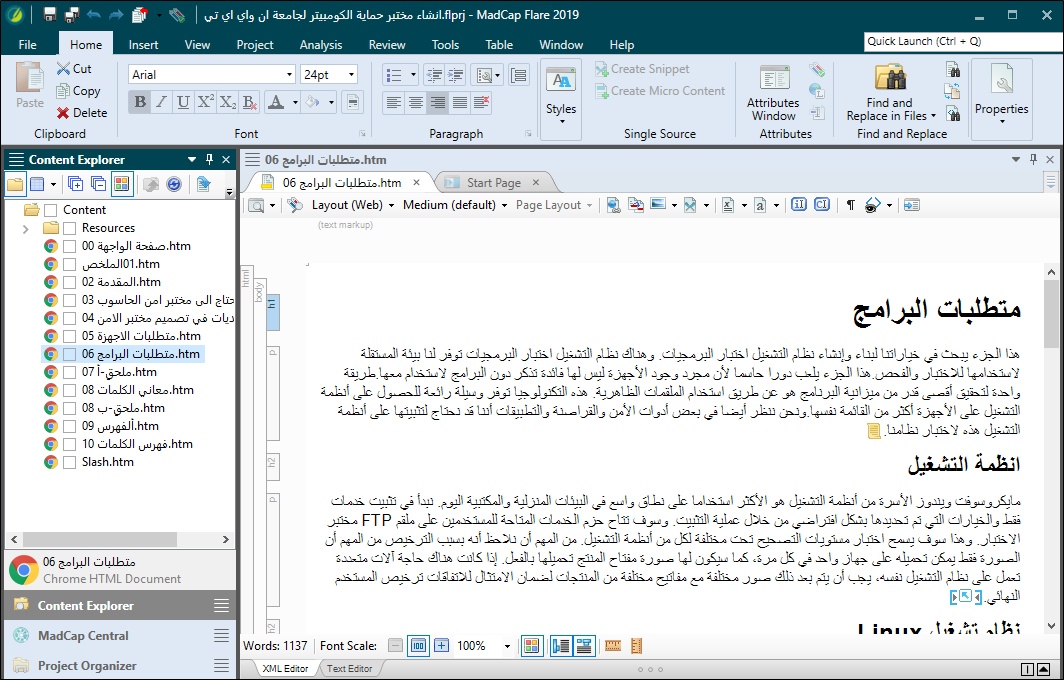 انشاء مختبر حماية الكومبيتر لجامعة ان واي اي تي.flprj - MadCap Flare 2019
File Home Insert View Project Analysis Review Tools Table Window Help
Quick Launch (Ctrl + Q)
Paste
Cut
Copy
Delete
Clipboard
Arial
24pt
B I U X² X₂ B
Font
Paragraph
Styles
Create Snippet
Create Micro Content
Single Source
Attributes
Window
Attributes
Find and
Replace in Files
Find and Replace
Properties
Content Explorer
Content
Resources
00 صفحة الواجهة.htm
01الملخص.htm
02 المقدمة.htm
03 حتاج الى مختبر امن الحاسوب
04 ديات في تصميم مختبر الامن
05 متطلبات الاجهزة.htm
06 متطلبات البرامج.htm
07 ملحق-أ.htm
08 معاني الكلمات.htm
08 ملحق-ب.htm
09 ألفهرس.htm
10 فهرس الكلمات.htm
Slash.htm
06 متطلبات البرامج
Chrome HTML Document
Content Explorer
MadCap Central
Project Organizer
06 متطلبات البرامج.htm
06 متطلبات البرامج.htm
Start Page
Layout (Web) Medium (default) Page Layout
(text markup)
html
body
h1
p
h2
p
h2
متطلبات البرامج
هذا الجزء يبحث في خياراتنا لبناء وإنشاء نظام التشغيل اختبار البرمجيات. وهناك نظام التشغيل اختبار البرمجيات توفر لنا بيئة المستقلة
لاستخدامها للاختبار والفحص.هذا الجزء يلعب دورا حاسما لأن مجرد وجود الأجهزة ليس لها فائدة تذكر دون البرامج لاستخدام معها.طريقة
واحدة لتحقيق أقصى قدر من ميزانية البرنامج هو عن طريق استخدام الملقمات الظاهرية. هذه التكنولوجيا توفر وسيلة رائعة للحصول على أنظمة
التشغيل على الأجهزة أكثر من القائمة نفسها.ونحن ننظر أيضا في بعض أدوات الأمن والقراصنة والتطبيقات أننا قد نحتاج لتثبيتها على أنظمة
التشغيل هذه لاختبار نظامنا.
انظمة التشغيل
مايكروسوفت ويندوز الأسرة من أنظمة التشغيل هو الأكثر استخداما على نطاق واسع في البيئات المنزلية والمكتبية اليوم. نبدأ في تثبيت خدمات
فقط والخيارات التي تم تحديدها بشكل افتراضي من خلال عملية التثبيت. وسوف تتاح حزم الخدمات المتاحة للمستخدمين على ملقم FTP مختبر
الاختبار. وهذا سوف يسمح اختبار مستويات التصحيح تحت مختلفة لكل من أنظمة التشغيل. من المهم أن نلاحظ أنه بسبب الترخيص من المهم أن
الصورة فقط يمكن تحميله على جهاز واحد في كل مرة، كما سيكون لها صورة مفتاح المنتج تحميلها بالفعل. إذا كانت هناك حاجة آلات متعددة
تعمل على نظام التشغيل نفسه، يجب أن يتم بعد ذلك صور مختلفة مع مفاتيح مختلفة من المنتجات لضمان الامتثال للاتفاقات ترخيص المستخدم
النهائي.
نظام تشغيل Linux
Words: 1137 Font Scale: 100%
XML Editor Text Editor